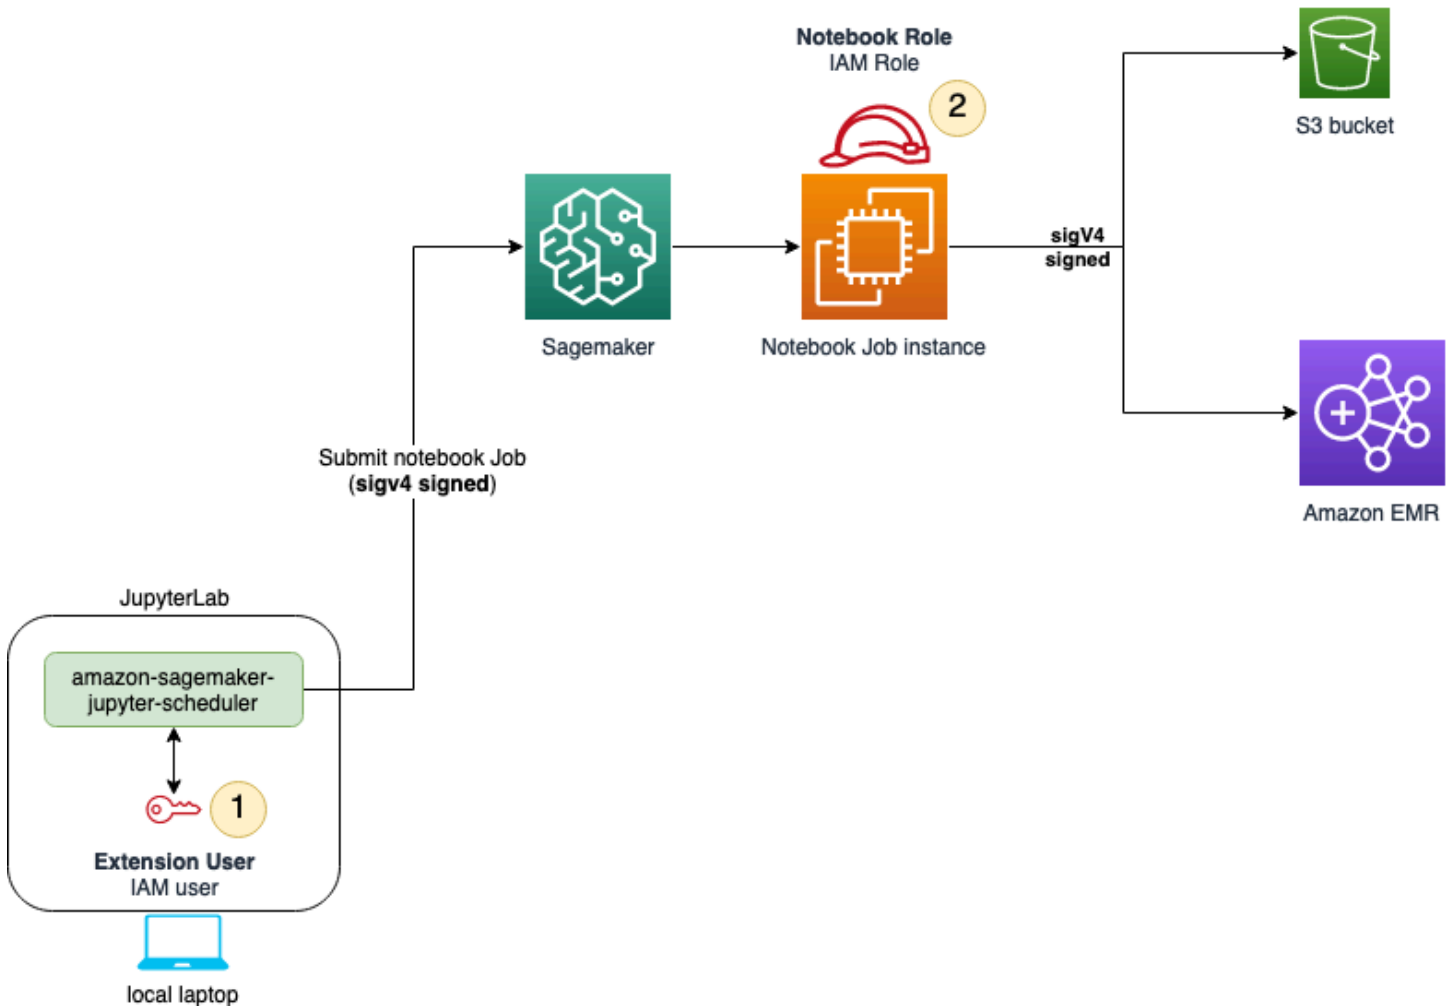 Notebook Role
IAM Role
2
S3 bucket
sigV4
signed
Sagemaker
Notebook Job instance
Submit notebook Job
(sigv4 signed)
Amazon EMR
JupyterLab
amazon-sagemaker-
jupyter-scheduler
1
Extension User
IAM user
local laptop